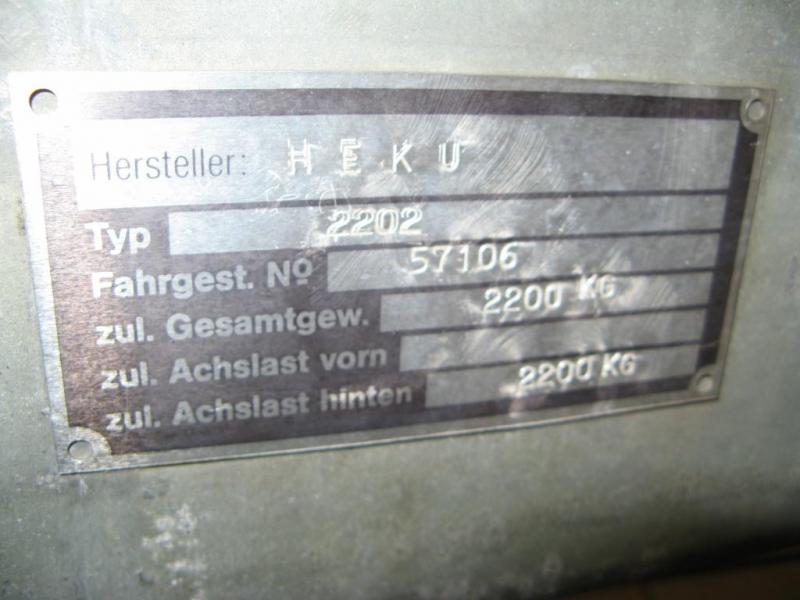 Hersteller: HEKU
Typ 2202
Fahrgest. Nº 57106
zul. Gesamtgew. 2200 KG
zul. Achslast vorn
zul. Achslast hinten 2200 KG